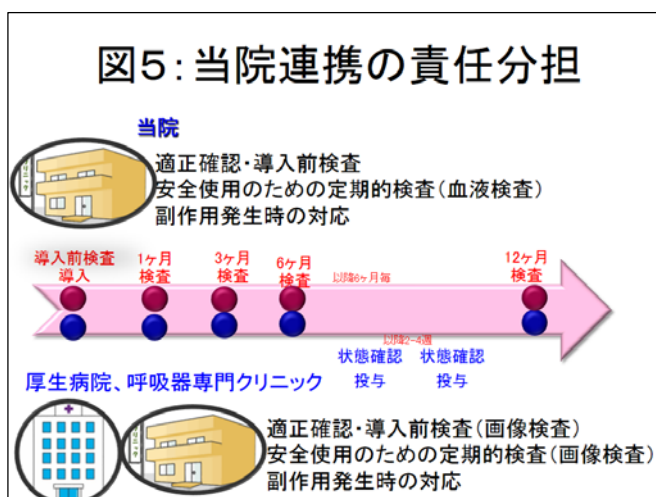 図5:当院連携の責任分担
当院
適正確認・導入前検査
安全使用のための定期的検査(血液検査)
副作用発生時の対応
導入前検査
導入
1ヶ月
検査
3ヶ月
検査
6ヶ月
検査
以降6ヶ月毎
12ヶ月
検査
以降2-4週
状態確認
投与
状態確認
投与
厚生病院、呼吸器専門クリニック
適正確認・導入前検査(画像検査)
安全使用のための定期的検査(画像検査)
副作用発生時の対応